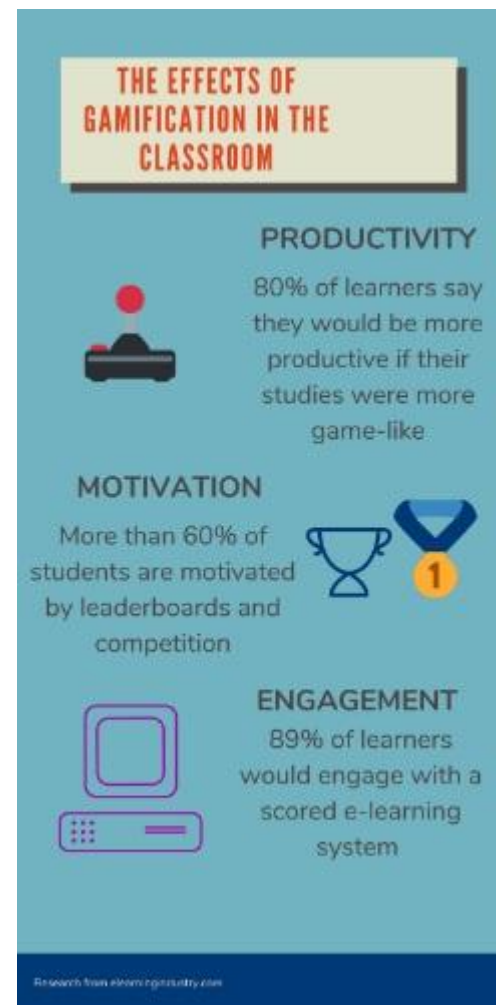 THE EFFECTS OF
GAMIFICATION IN THE
CLASSROOM
PRODUCTIVITY
80% of learners say
they would be more
productive if their
studies were more
game-like
MOTIVATION
More than 60% of
students are motivated
by leaderboards and
competition
1
ENGAGEMENT
89% of learners
would engage with a
scored e-learning
system
Research from elearningindustry.com